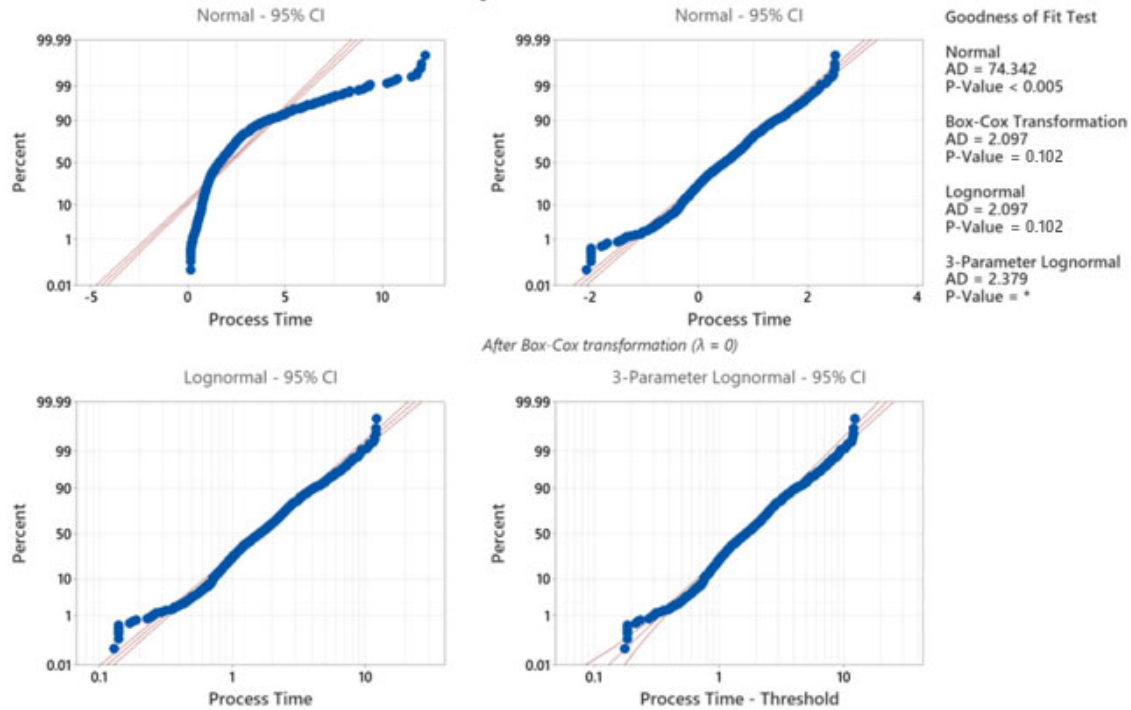 Normal - 95% CI
99.99
99
90
50
10
1
0.01
Percent
-5
0
5
10
Process Time
Normal - 95% CI
99.99
99
90
50
10
1
0.01
Percent
-2
0
2
4
Process Time
After Box-Cox transformation (λ = 0)
Goodness of Fit Test
Normal
AD = 74.342
P-Value < 0.005
Box-Cox Transformation
AD = 2.097
P-Value = 0.102
Lognormal
AD = 2.097
P-Value = 0.102
3-Parameter Lognormal
AD = 2.379
P-Value = *
Lognormal - 95% CI
99.99
99
90
50
10
1
0.01
Percent
0.1
1
10
Process Time
3-Parameter Lognormal - 95% CI
99.99
99
90
50
10
1
0.01
Percent
0.1
1
10
Process Time - Threshold